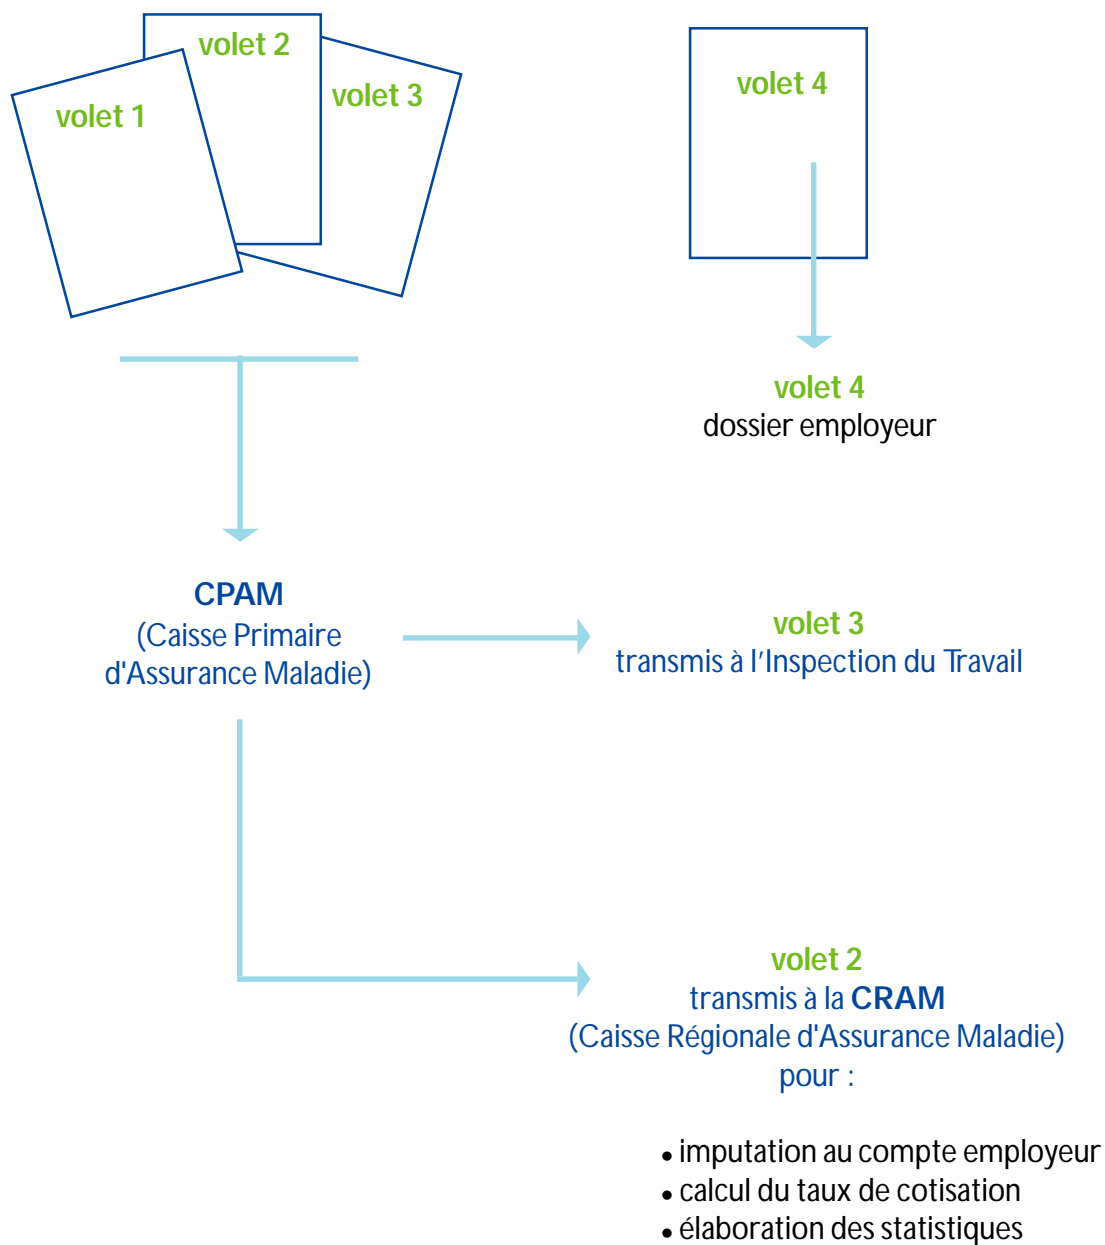 volet 1
volet 2
volet 3
volet 4
volet 4
dossier employeur
CPAM
(Caisse Primaire
d'Assurance Maladie)
volet 3
transmis à l'Inspection du Travail
volet 2
transmis à la CRAM
(Caisse Régionale d'Assurance Maladie)
pour :
• imputation au compte employeur
• calcul du taux de cotisation
• élaboration des statistiques